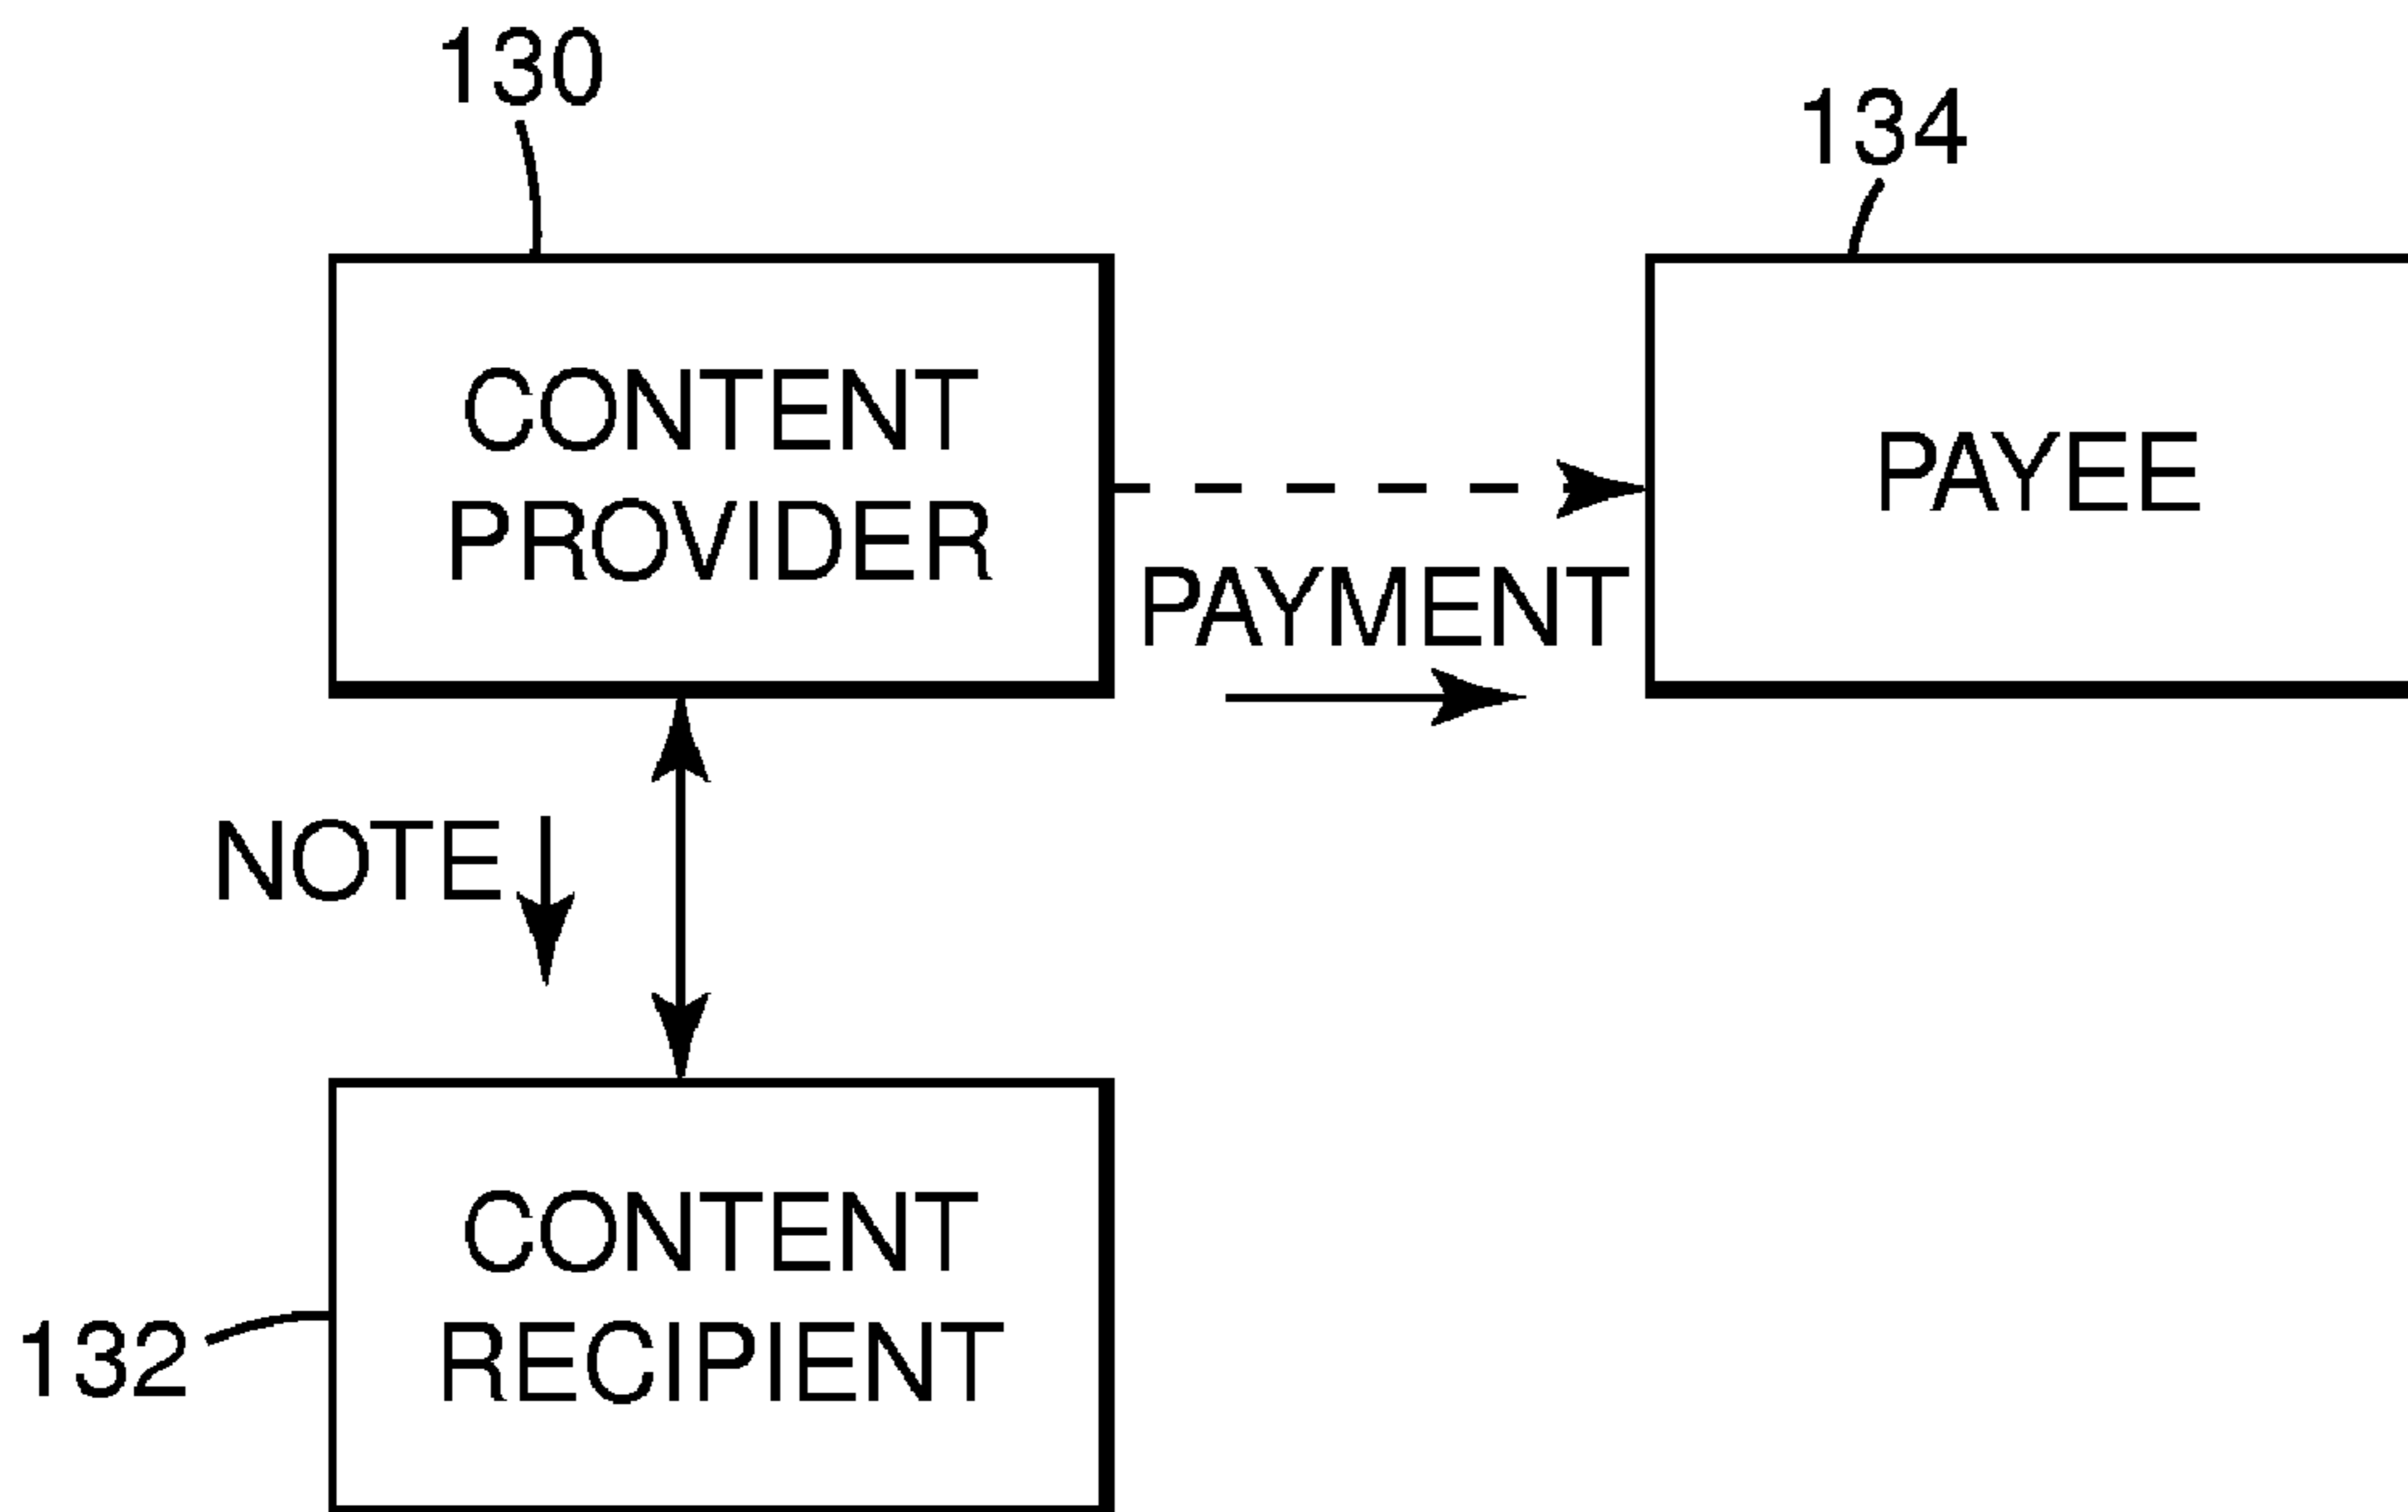 130
134
CONTENT
PROVIDER
PAYEE
PAYMENT
NOTE
CONTENT
RECIPIENT
132